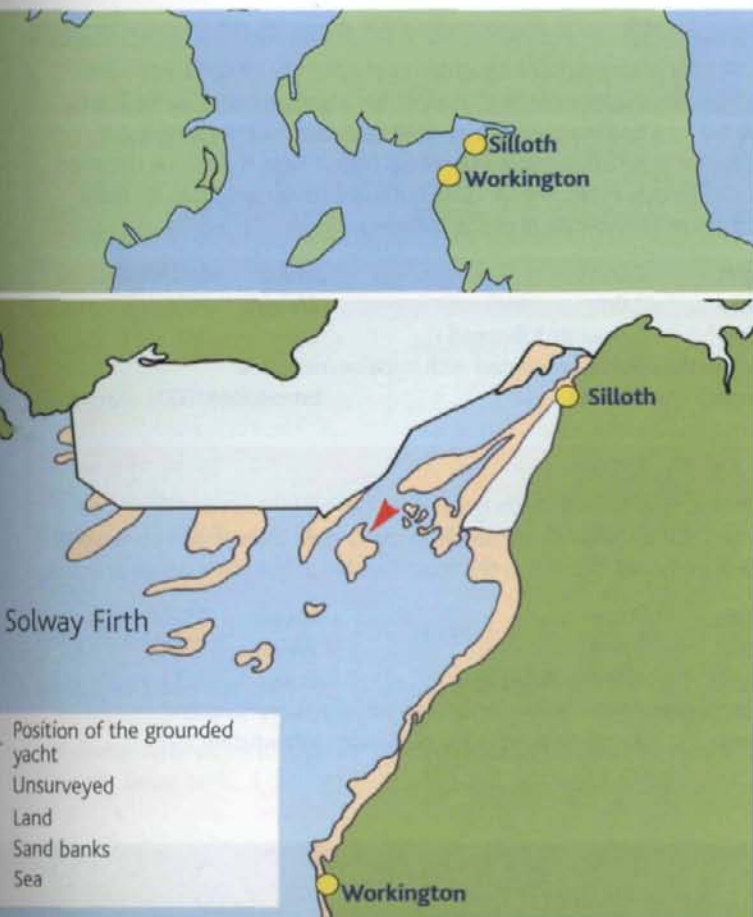 Silloth
Workington
Silloth
Solway Firth
Position of the grounded
yacht
Unsurveyed
Land
Sand banks
Sea
Workington